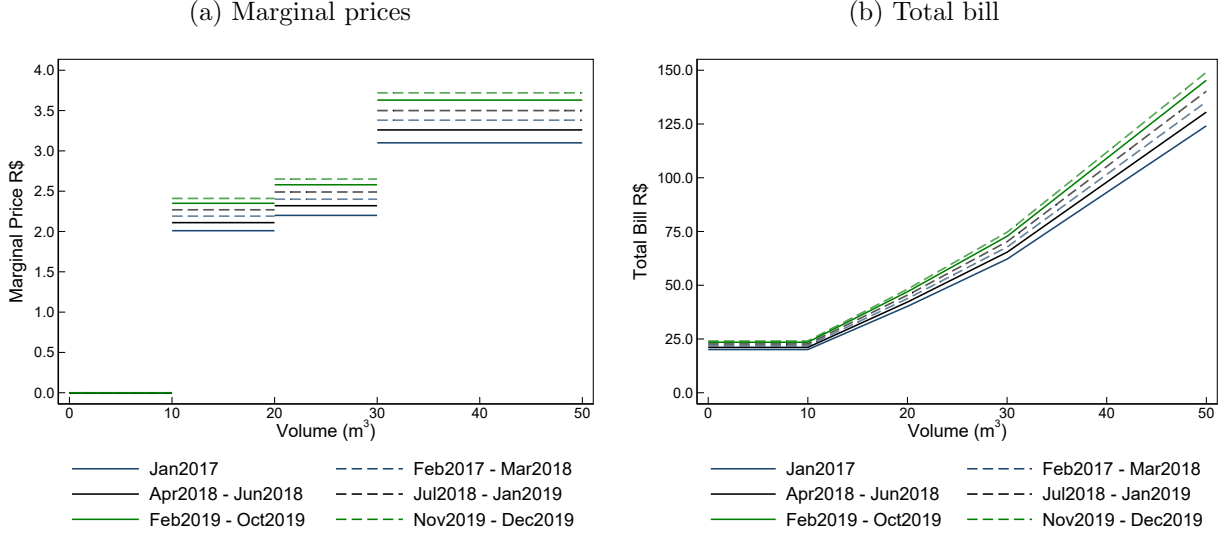 (a) Marginal prices
4.0
3.5
3.0
2.5
2.0
1.5
1.0
0.5
0.0
Marginal Price R$
0 10 20 30 40 50
Volume (m³)
Jan2017 Feb2017 - Mar2018
Apr2018 - Jun2018 Jul2018 - Jan2019
Feb2019 - Oct2019 Nov2019 - Dec2019
(b) Total bill
150.0
125.0
100.0
75.0
50.0
25.0
0.0
Total Bill R$
0 10 20 30 40 50
Volume (m³)
Jan2017 Feb2017 - Mar2018
Apr2018 - Jun2018 Jul2018 - Jan2019
Feb2019 - Oct2019 Nov2019 - Dec2019